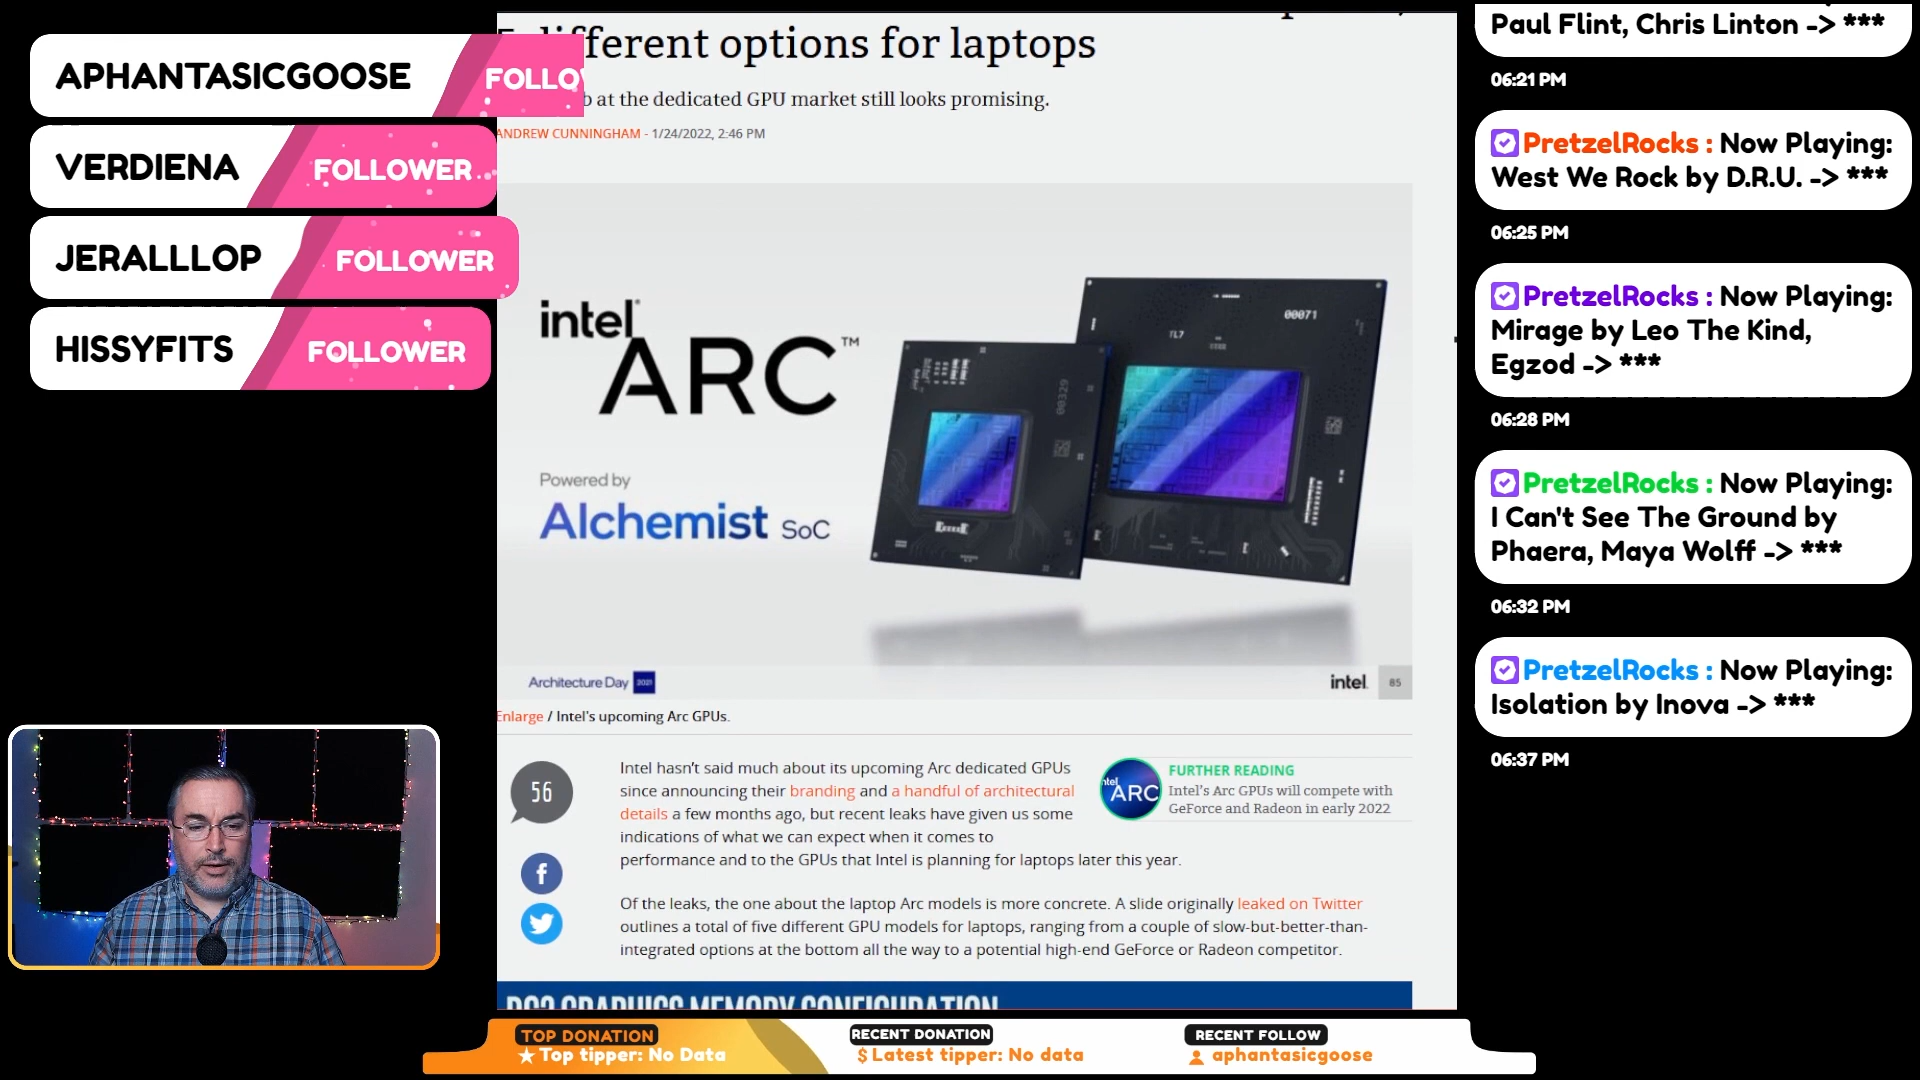 APHANTASICGOOSE
VERDIENA
FOLLOWER
JERALLLOP
FOLLOWER
HISSYFITS
FOLLOWER
different options for laptops
at the dedicated GPU market still looks promising.
ANDREW CUNNINGHAM - 1/24/2022, 2:46 PM
intel
ARC™
Powered by
Alchemist SoC
00071
00329
Architecture Day 2021
intel. 85
Enlarge / Intel's upcoming Arc GPUs.
56
Intel hasn't said much about its upcoming Arc dedicated GPUs
since announcing their branding and a handful of architectural
details a few months ago, but recent leaks have given us some
indications of what we can expect when it comes to
performance and to the GPUs that Intel is planning for laptops later this year.
intel ARC
FURTHER READING
Intel's Arc GPUs will compete with
GeForce and Radeon in early 2022
Of the leaks, the one about the laptop Arc models is more concrete. A slide originally leaked on Twitter
outlines a total of five different GPU models for laptops, ranging from a couple of slow-but-better-than-
integrated options at the bottom all the way to a potential high-end GeForce or Radeon competitor.
DG2 GRAPHICS MEMORY CONFIGURATION
TOP DONATION
Top tipper: No Data
RECENT DONATION
$ Latest tipper: No data
RECENT FOLLOW
aphantasicgoose
Paul Flint, Chris Linton -> ***
06:21 PM
PretzelRocks : Now Playing:
West We Rock by D.R.U. -> ***
06:25 PM
PretzelRocks : Now Playing:
Mirage by Leo The Kind,
Egzod -> ***
06:28 PM
PretzelRocks : Now Playing:
I Can't See The Ground by
Phaera, Maya Wolff -> ***
06:32 PM
PretzelRocks : Now Playing:
Isolation by Inova -> ***
06:37 PM